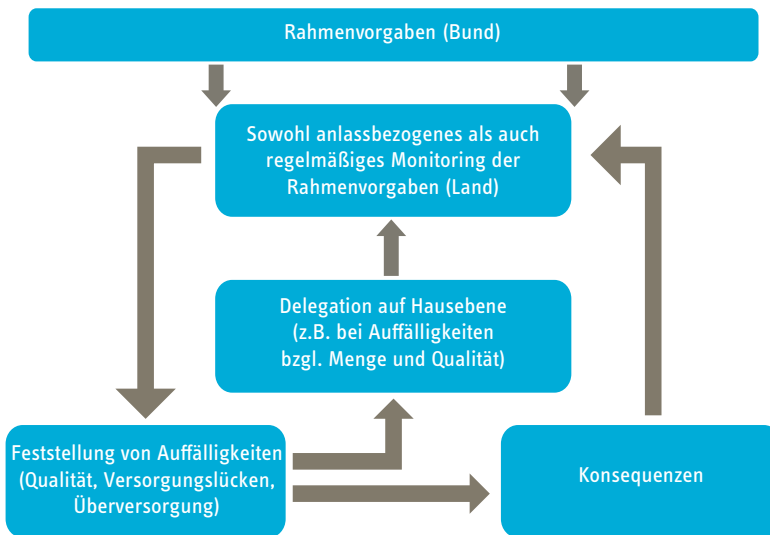 Rahmenvorgaben (Bund)
Sowohl anlassbezogenes als auch
regelmäßiges Monitoring der
Rahmenvorgaben (Land)
Delegation auf Hausebene
(z.B. bei Auffälligkeiten
bzgl. Menge und Qualität)
Feststellung von Auffälligkeiten
(Qualität, Versorgungslücken,
Überversorgung)
Konsequenzen